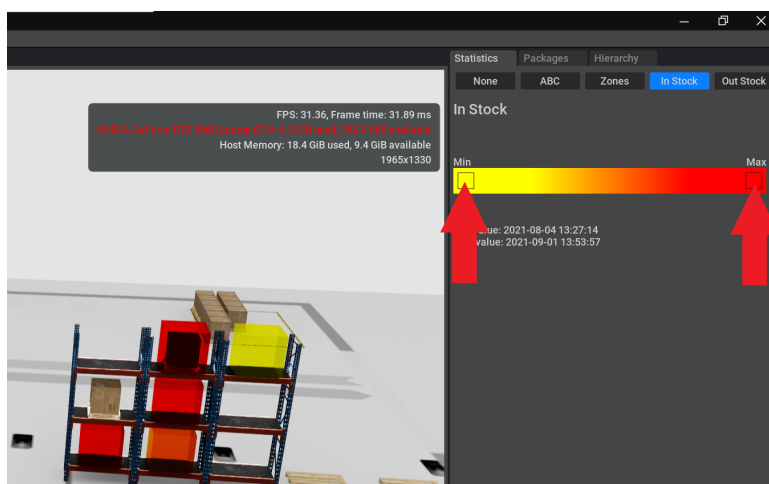 Statistics Packages Hierarchy
None ABC Zones In Stock Out Stock
In Stock
FPS: 31.36, Frame time: 31.89 ms
Host Memory: 18.4 GiB used, 9.4 GiB available
1965x1330
Min Max
value: 2021-08-04 13:27:14
value: 2021-09-01 13:53:57